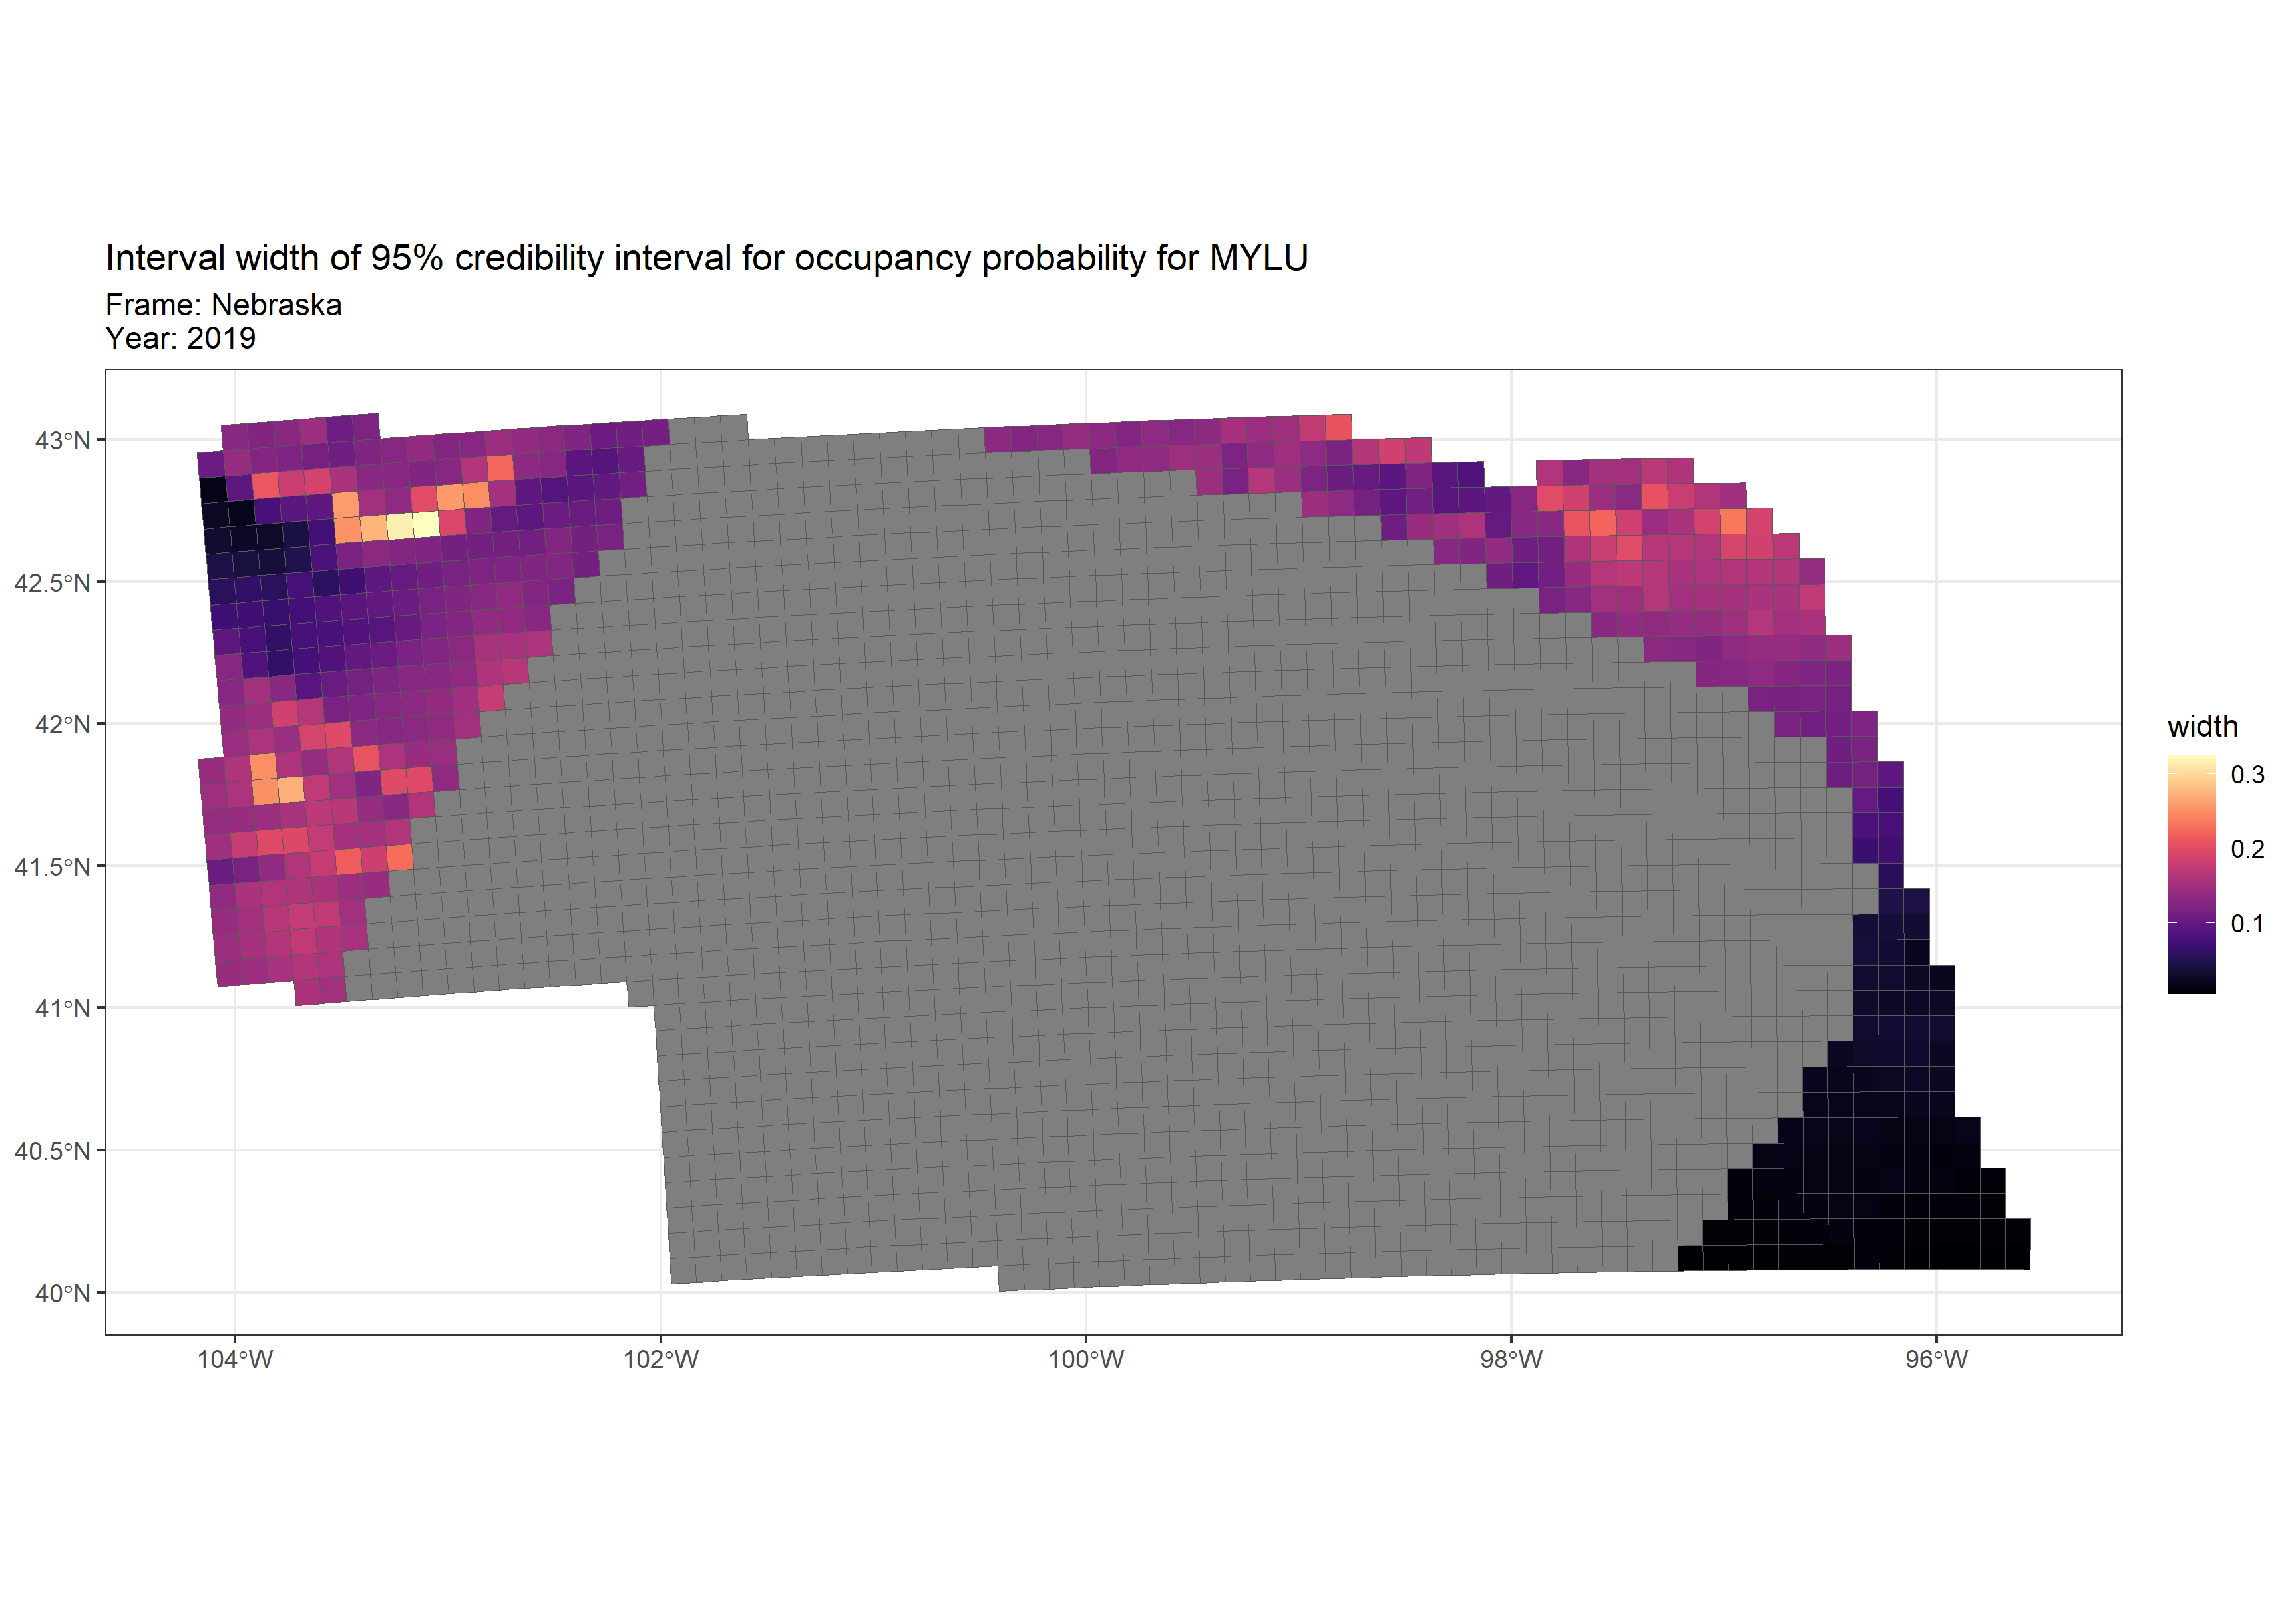 Interval width of 95% credibility interval for occupancy probability for MYLU
Frame: Nebraska
Year: 2019
43°N
42.5°N
42°N
41.5°N
41°N
40.5°N
40°N
104°W
102°W
100°W
98°W
96°W
width
0.3
0.2
0.1